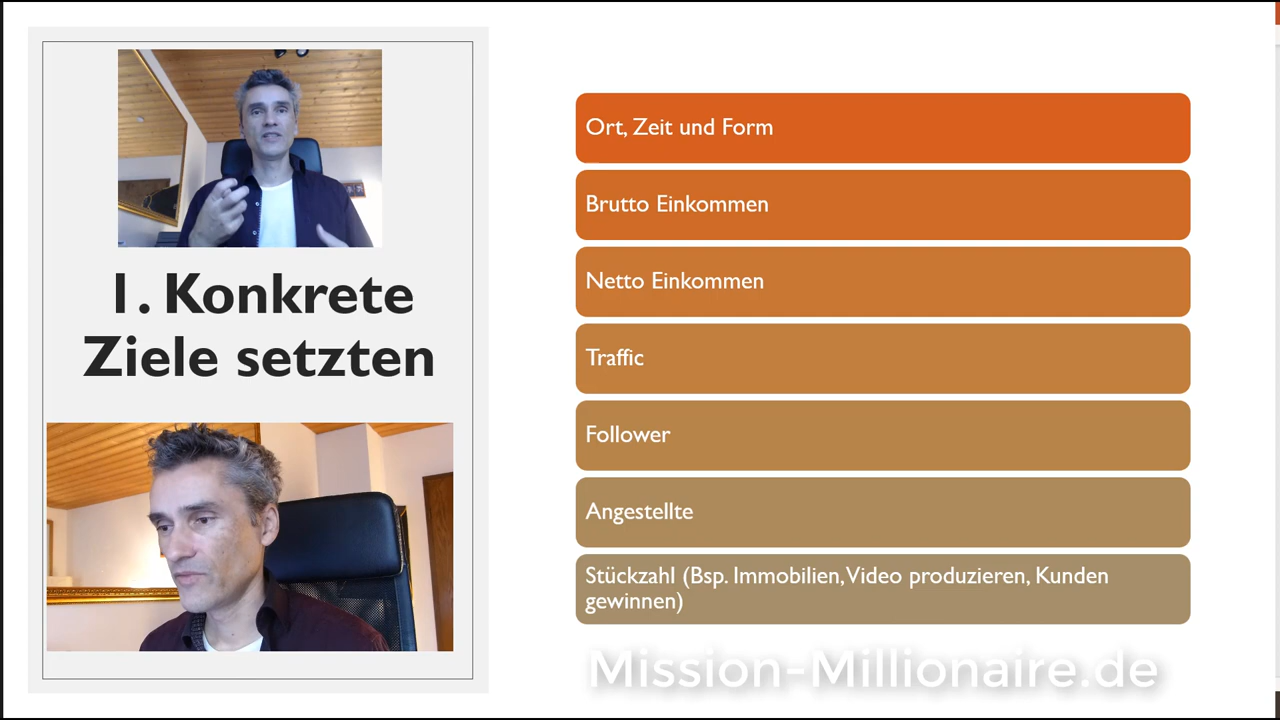 1. Konkrete
Ziele setzten
Ort, Zeit und Form
Brutto Einkommen
Netto Einkommen
Traffic
Follower
Angestellte
Stückzahl (Bsp. Immobilien, Video produzieren, Kunden
gewinnen)
Mission-Millionaire.de